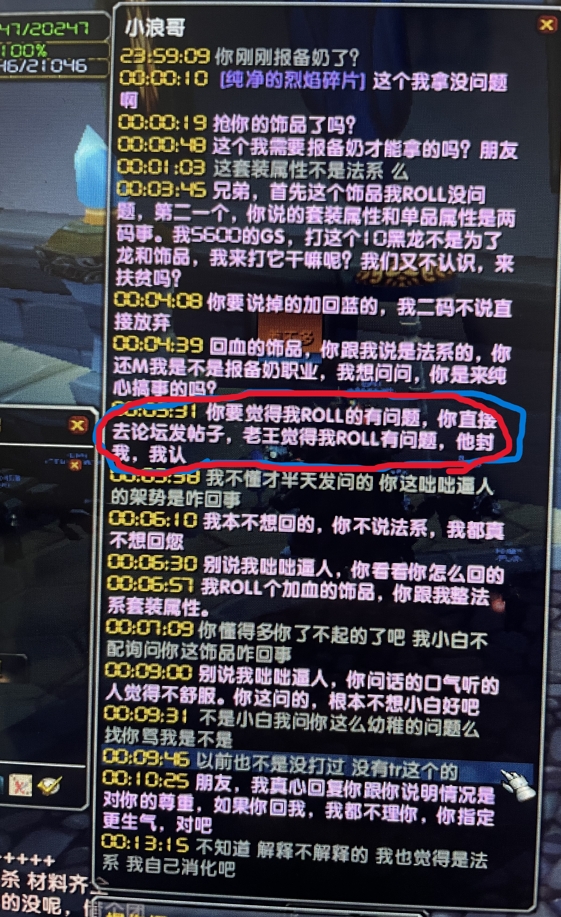 47/20247
100%
46/21046
小浪哥
23:59:09 你刚刚报备奶了?
00:00:10 [纯净的烈焰碎片] 这个我拿没问题
啊
00:00:19 抢你的饰品了吗?
00:00:48 这个我需要报备奶才能拿的吗? 朋友
00:01:03 这套装属性不是法系 么
00:03:45 兄弟，首先这个饰品我ROLL没问
题，第二一个，你说的套装属性和单品属性是两
码事。我5600的GS，打这个10黑龙不是为了
龙和饰品，我来打它干嘛呢? 我们又不认识，来
扶贫吗?
00:04:08 你要说掉的加回蓝的，我二码不说直
接放弃
00:04:39 回血的饰品，你跟我说是法系的，你
还M我是不是报备奶职业，我想问问，你是来纯
心搞事的吗?
00:05:31 你要觉得我ROLL的有问题，你直接
去论坛发帖子，老王觉得我ROLL有问题，他封
我，我认
00:05:58 我不懂才半天发问的 你这咄咄逼人
的架势是咋回事
00:06:10 我本不想回的，你不说法系，我都真
不想回您
00:06:30 别说我咄咄逼人，你看看你怎么回的
00:06:57 我ROLL个加血的饰品，你跟我整法
系套装属性。
00:07:09 你懂得多你了不起的了吧 我小白不
配询问你这饰品咋回事
00:09:00 别说我咄咄逼人，你问话的口气听的
人觉得不舒服。你这问的，根本不想小白好吧
00:09:31 不是小白我问你这么幼稚的问题么
找你骂我是不是
00:09:46 以前也不是没打过 没有tr这个的
00:10:25 朋友，我真心回复你跟你说明情况是
对你的尊重，如果你回我，我都不理你，你指定
更生气，对吧
00:13:15 不知道 解释不解释的 我也觉得是法
系 我自己消化吧
+++++
杀 材料齐全
的没呢，